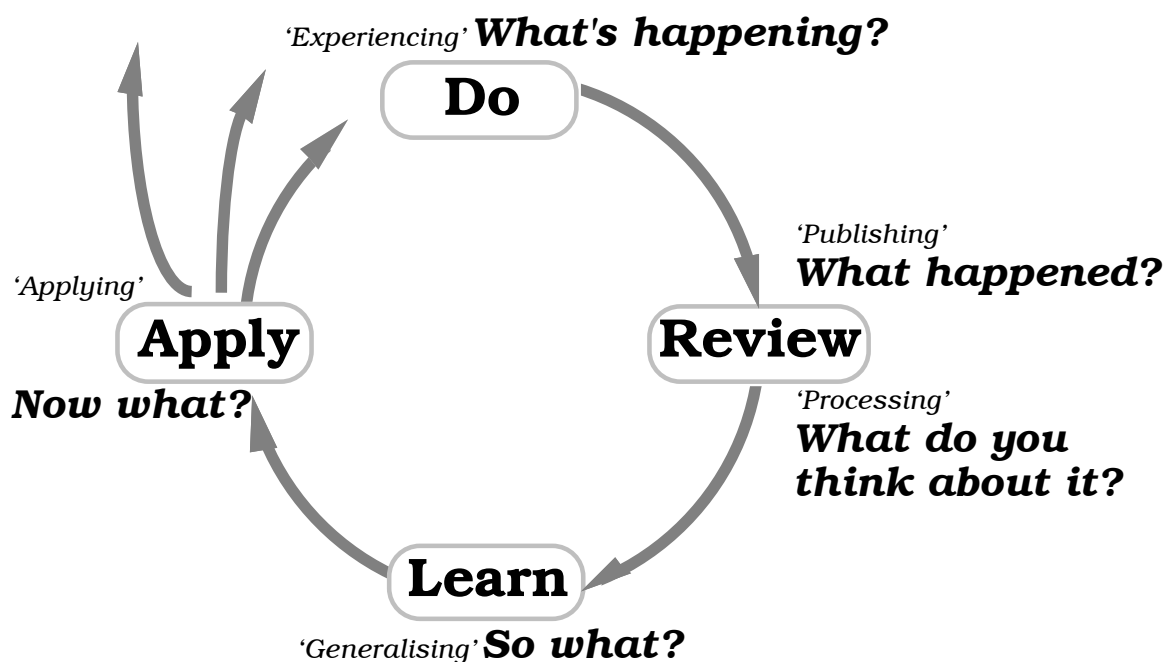 ‘Experiencing’ What's happening?
Do
‘Publishing’
What happened?
‘Applying’
Apply
Review
Now what?
‘Processing’
What do you
think about it?
Learn
‘Generalising’ So what?